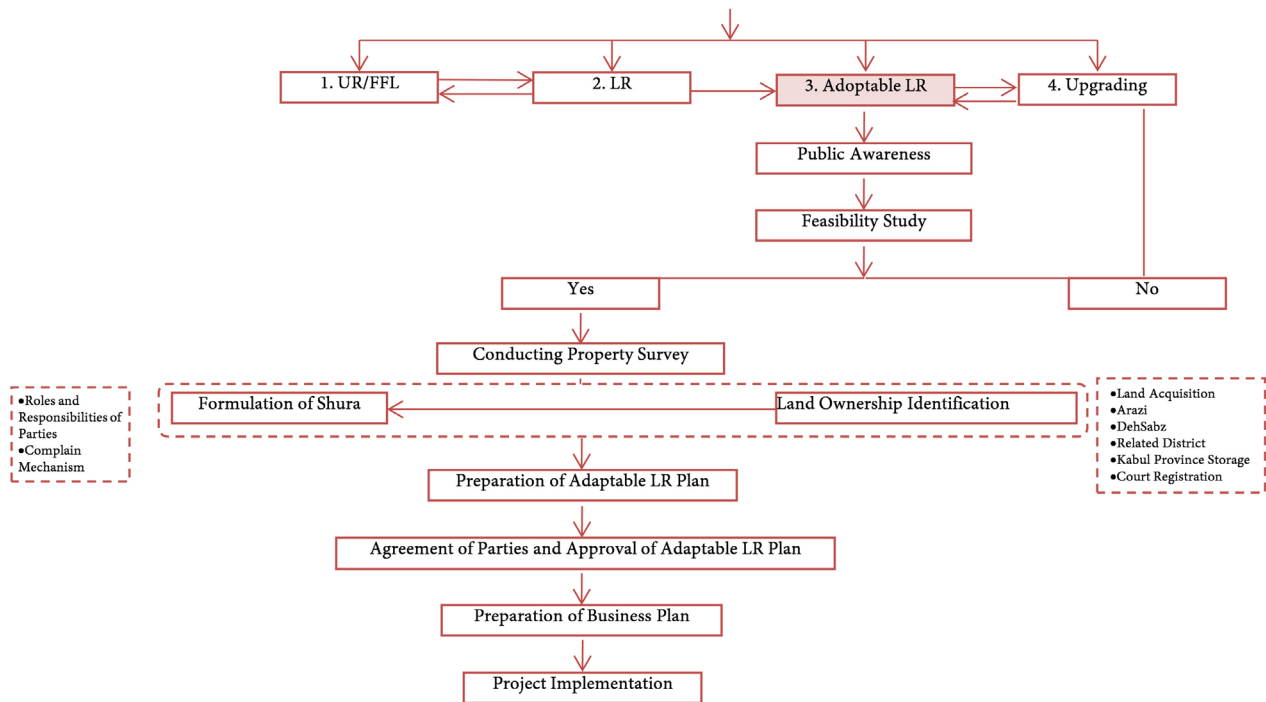 1. UR/FFL
2. LR
3. Adoptable LR
4. Upgrading
Public Awareness
Feasibility Study
Yes
No
Conducting Property Survey
●Roles and
Responsibilities of
Parties
●Complain
Mechanism
Formulation of Shura
Land Ownership Identification
●Land Acquisition
●Arazi
●DehSabz
●Related District
●Kabul Province Storage
●Court Registration
Preparation of Adaptable LR Plan
Agreement of Parties and Approval of Adaptable LR Plan
Preparation of Business Plan
Project Implementation